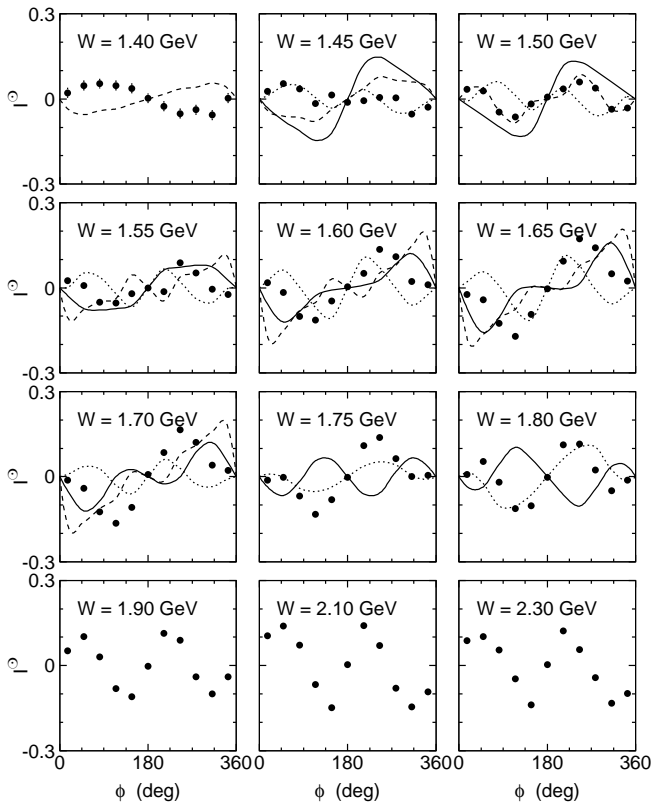 0.3
W = 1.40 GeV
W = 1.45 GeV
W = 1.50 GeV
I⊙
0
-0.3
0.3
W = 1.55 GeV
W = 1.60 GeV
W = 1.65 GeV
I⊙
0
-0.3
0.3
W = 1.70 GeV
W = 1.75 GeV
W = 1.80 GeV
I⊙
0
-0.3
0.3
W = 1.90 GeV
W = 2.10 GeV
W = 2.30 GeV
I⊙
0
-0.3
0 180 360 0 180 360 0 180 360
ϕ (deg) ϕ (deg) ϕ (deg)